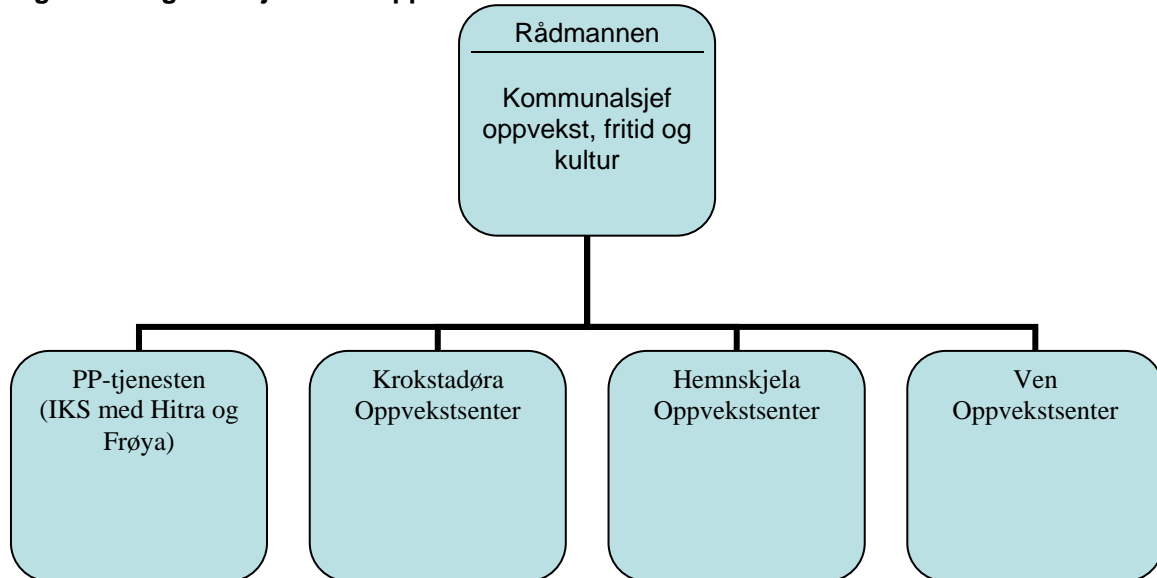 Rådmannen
Kommunalsjef
oppvekst, fritid og
kultur
PP-tjenesten
(IKS med Hitra og
Frøya)
Krokstadøra
Oppvekstsenter
Hemnskjela
Oppvekstsenter
Ven
Oppvekstsenter